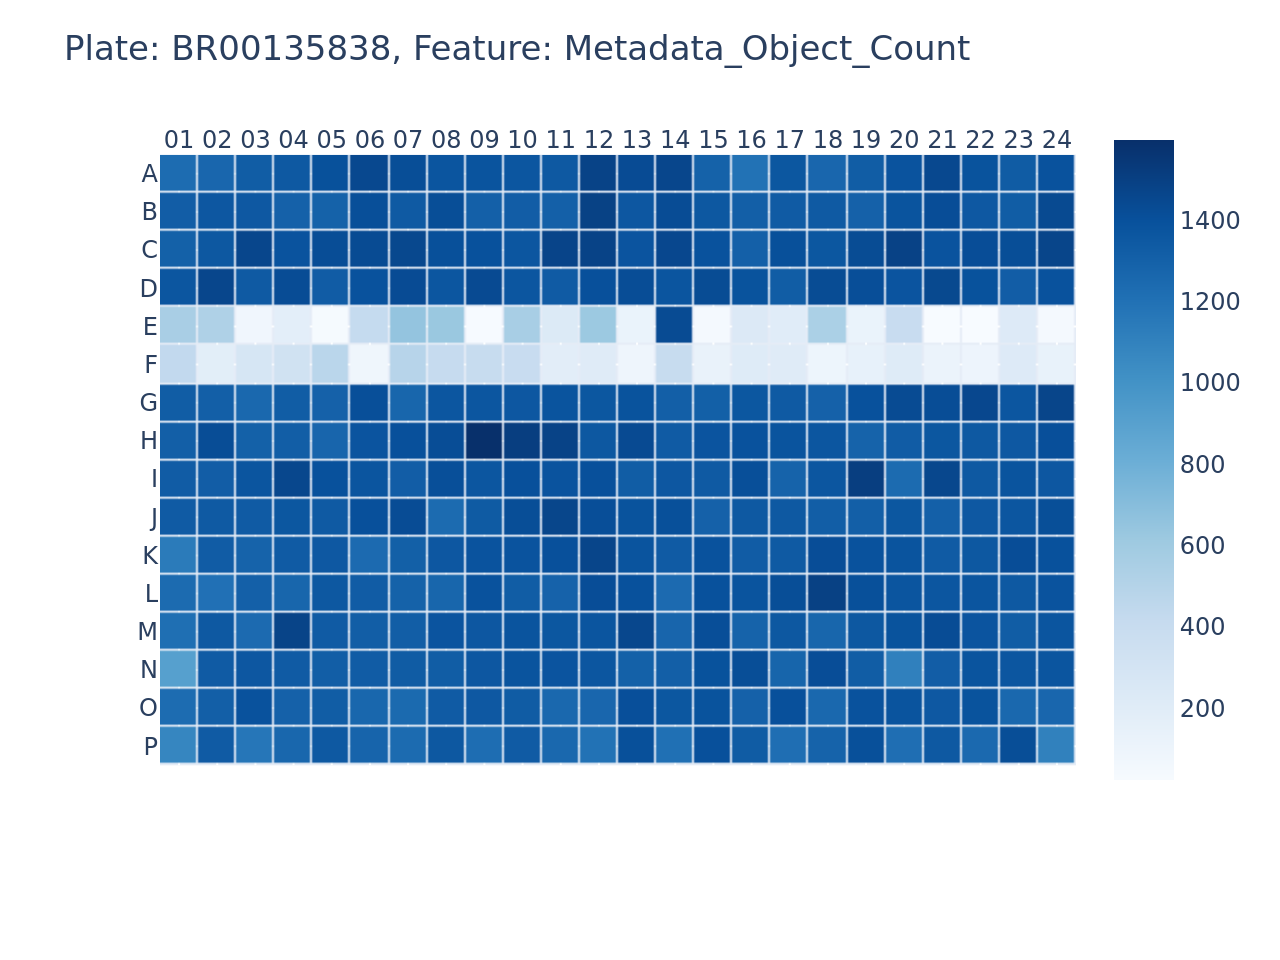 Plate: BR00135838, Feature: Metadata_Object_Count
01 02 03 04 05 06 07 08 09 10 11 12 13 14 15 16 17 18 19 20 21 22 23 24
A
B
C
D
E
F
G
H
I
J
K
L
M
N
O
P
1400
1200
1000
800
600
400
200